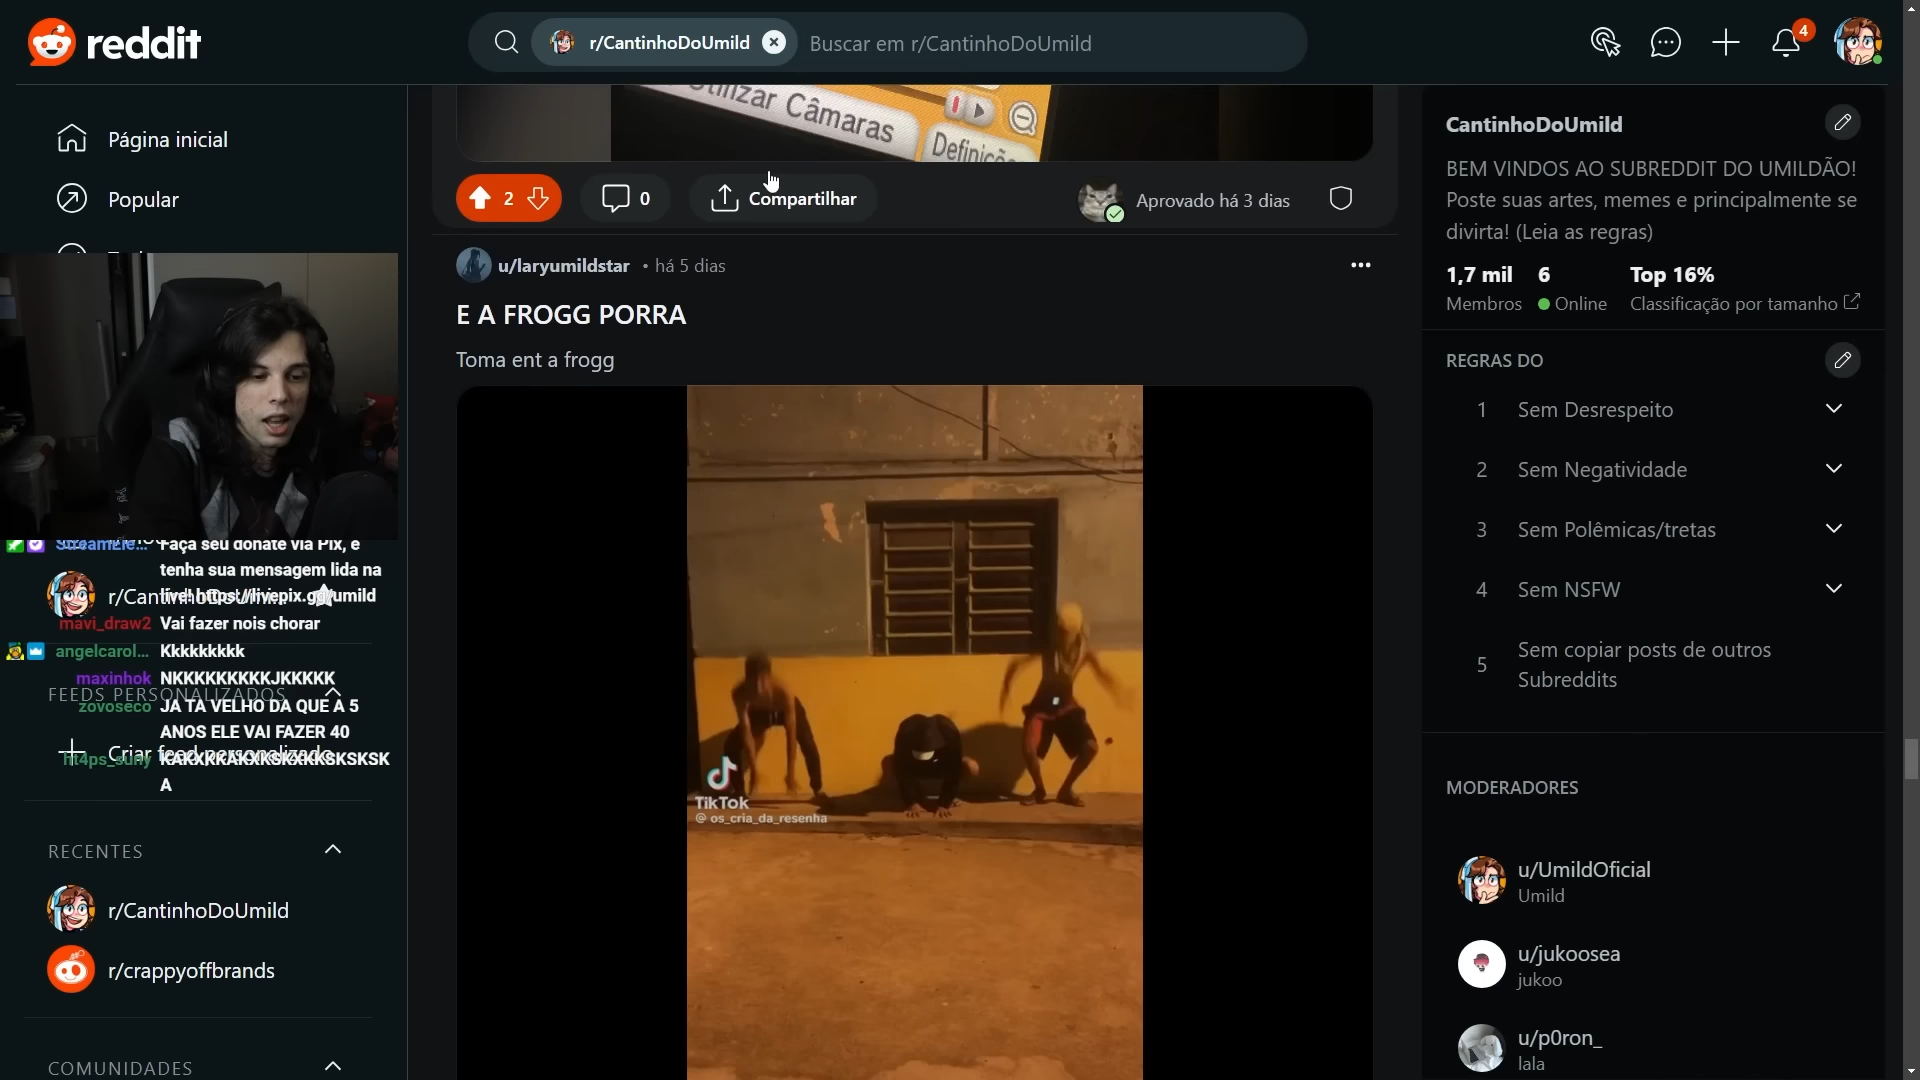 reddit
r/CantinhoDoUmild
Buscar em r/CantinhoDoUmild
4
Página inicial
Popular
Utilizar Câmaras
2
0
Compartilhar
Aprovado há 3 dias
u/laryumildstar • há 5 dias
E A FROGG PORRA
Toma ent a frogg
TikTok
@ os_cria_da_resenha
StreamEle... Faça seu donate via Pix, e
tenha sua mensagem lida na
live! https://livepix.gg/umild
mavi_draw2 Vai fazer nois chorar
angelcarol... Kkkkkkkkk
maxinhok NKKKKKKKKKJKKKKK
FEEDS PERSONALIZADOS
zovoseco JA TA VELHO DA QUE A 5
ANOS ELE VAI FAZER 40
Criar feed personalizado
A
RECENTES
r/CantinhoDoUmild
r/crappyoffbrands
COMUNIDADES
CantinhoDoUmild
BEM VINDOS AO SUBREDDIT DO UMILDÃO!
Poste suas artes, memes e principalmente se
divirta! (Leia as regras)
1,7 mil 6 Top 16%
Membros Online Classificação por tamanho
REGRAS DO
1 Sem Desrespeito
2 Sem Negatividade
3 Sem Polêmicas/tretas
4 Sem NSFW
5 Sem copiar posts de outros
Subreddits
MODERADORES
u/UmildOficial
Umild
u/jukoosea
jukoo
u/p0ron_
lala